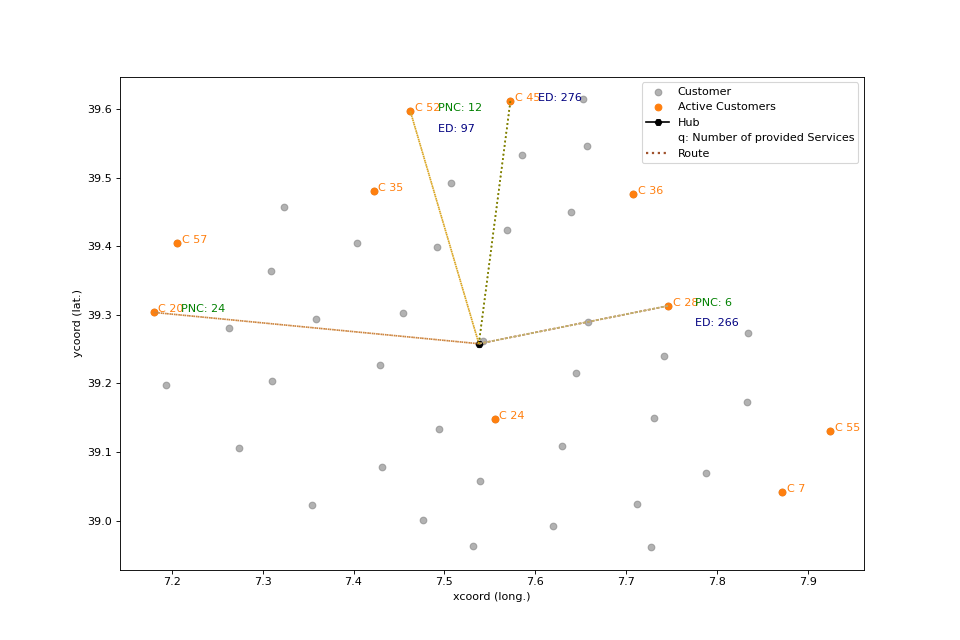 Customer
Active Customers
Hub
q: Number of provided Services
Route
C 52 PNC: 12
ED: 97
C 45 ED: 276
C 35
C 36
C 57
C 20 PNC: 24
C 28 PNC: 6
ED: 266
C 24
C 55
C 7
39.6
39.5
39.4
39.3
39.2
39.1
39.0
ycoord (lat.)
7.2 7.3 7.4 7.5 7.6 7.7 7.8 7.9
xcoord (long.)